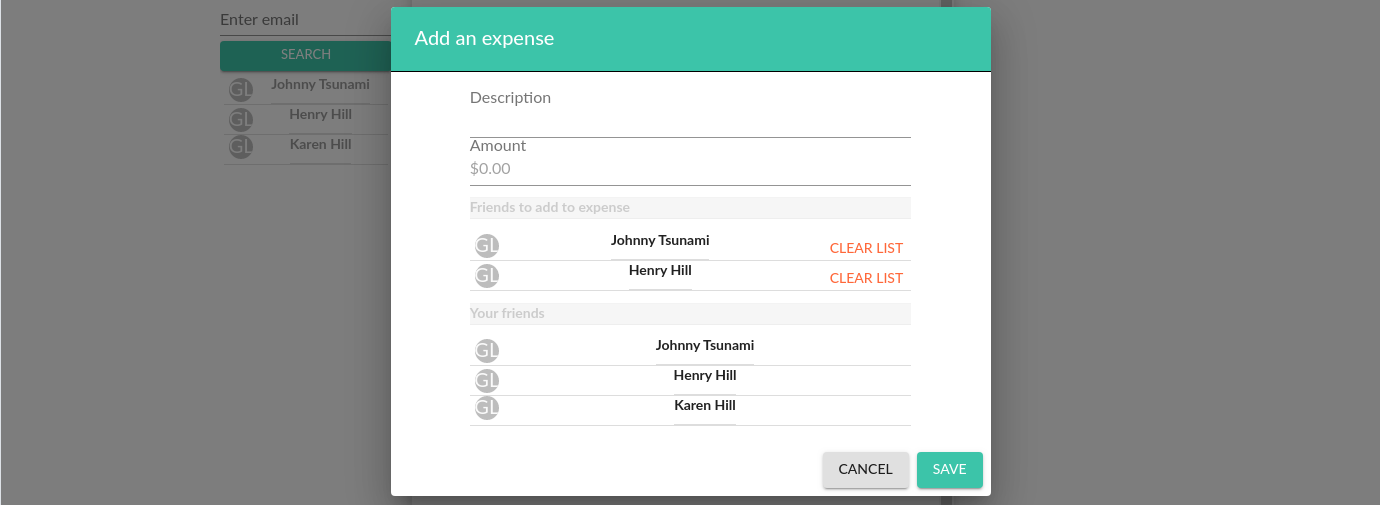 Enter email
SEARCH
GL Johnny Tsunami
GL Henry Hill
GL Karen Hill
Add an expense
Description
Amount
$0.00
Friends to add to expense
GL Johnny Tsunami CLEAR LIST
GL Henry Hill CLEAR LIST
Your friends
GL Johnny Tsunami
GL Henry Hill
GL Karen Hill
CANCEL SAVE